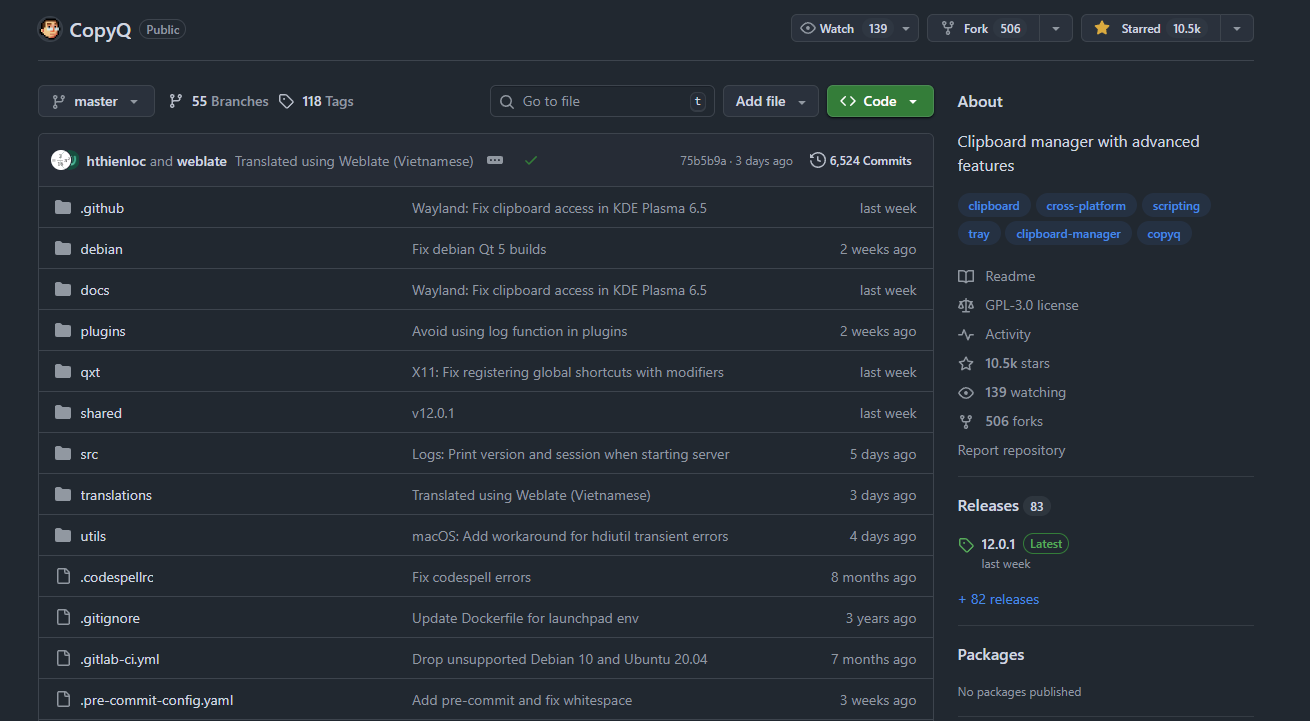 CopyQ Public Watch 139 Fork 506 Starred 10.5k
master 55 Branches 118 Tags Go to file t Add file Code
hthienloc and weblate Translated using Weblate (Vietnamese) 75b5b9a · 3 days ago 6,524 Commits
.github Wayland: Fix clipboard access in KDE Plasma 6.5 last week
debian Fix debian Qt 5 builds 2 weeks ago
docs Wayland: Fix clipboard access in KDE Plasma 6.5 last week
plugins Avoid using log function in plugins 2 weeks ago
qxt X11: Fix registering global shortcuts with modifiers last week
shared v12.0.1 last week
src Logs: Print version and session when starting server 5 days ago
translations Translated using Weblate (Vietnamese) 3 days ago
utils macOS: Add workaround for hdiutil transient errors 4 days ago
.codespellrc Fix codespell errors 8 months ago
.gitignore Update Dockerfile for launchpad env 3 years ago
.gitlab-ci.yml Drop unsupported Debian 10 and Ubuntu 20.04 7 months ago
.pre-commit-config.yaml Add pre-commit and fix whitespace 3 weeks ago
About
Clipboard manager with advanced
features
clipboard cross-platform scripting
tray clipboard-manager copyq
Readme
GPL-3.0 license
Activity
10.5k stars
139 watching
506 forks
Report repository
Releases 83
12.0.1 Latest
last week
+ 82 releases
Packages
No packages published